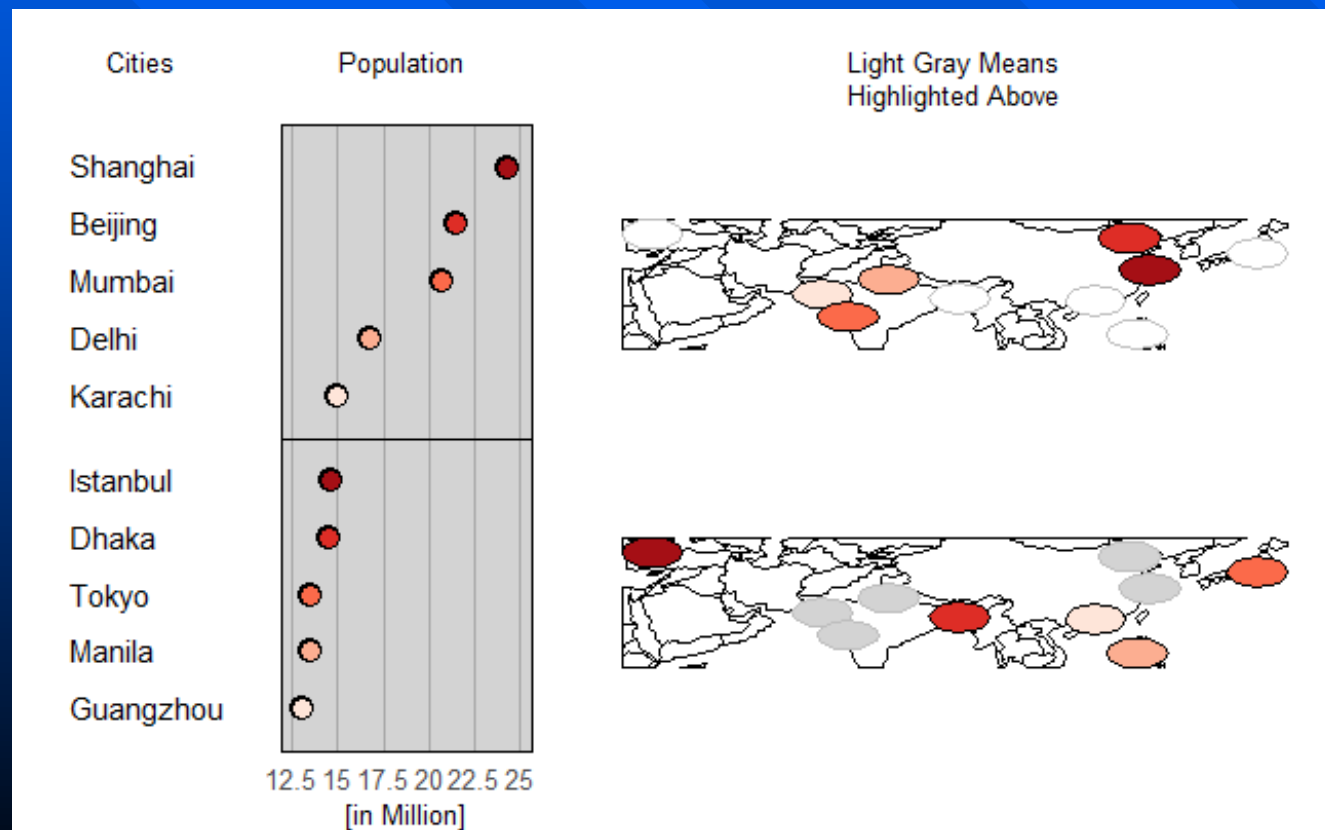 Cities Population Light Gray Means
Highlighted Above
Shanghai
Beijing
Mumbai
Delhi
Karachi
Istanbul
Dhaka
Tokyo
Manila
Guangzhou
12.5 15 17.5 20 22.5 25
[in Million]